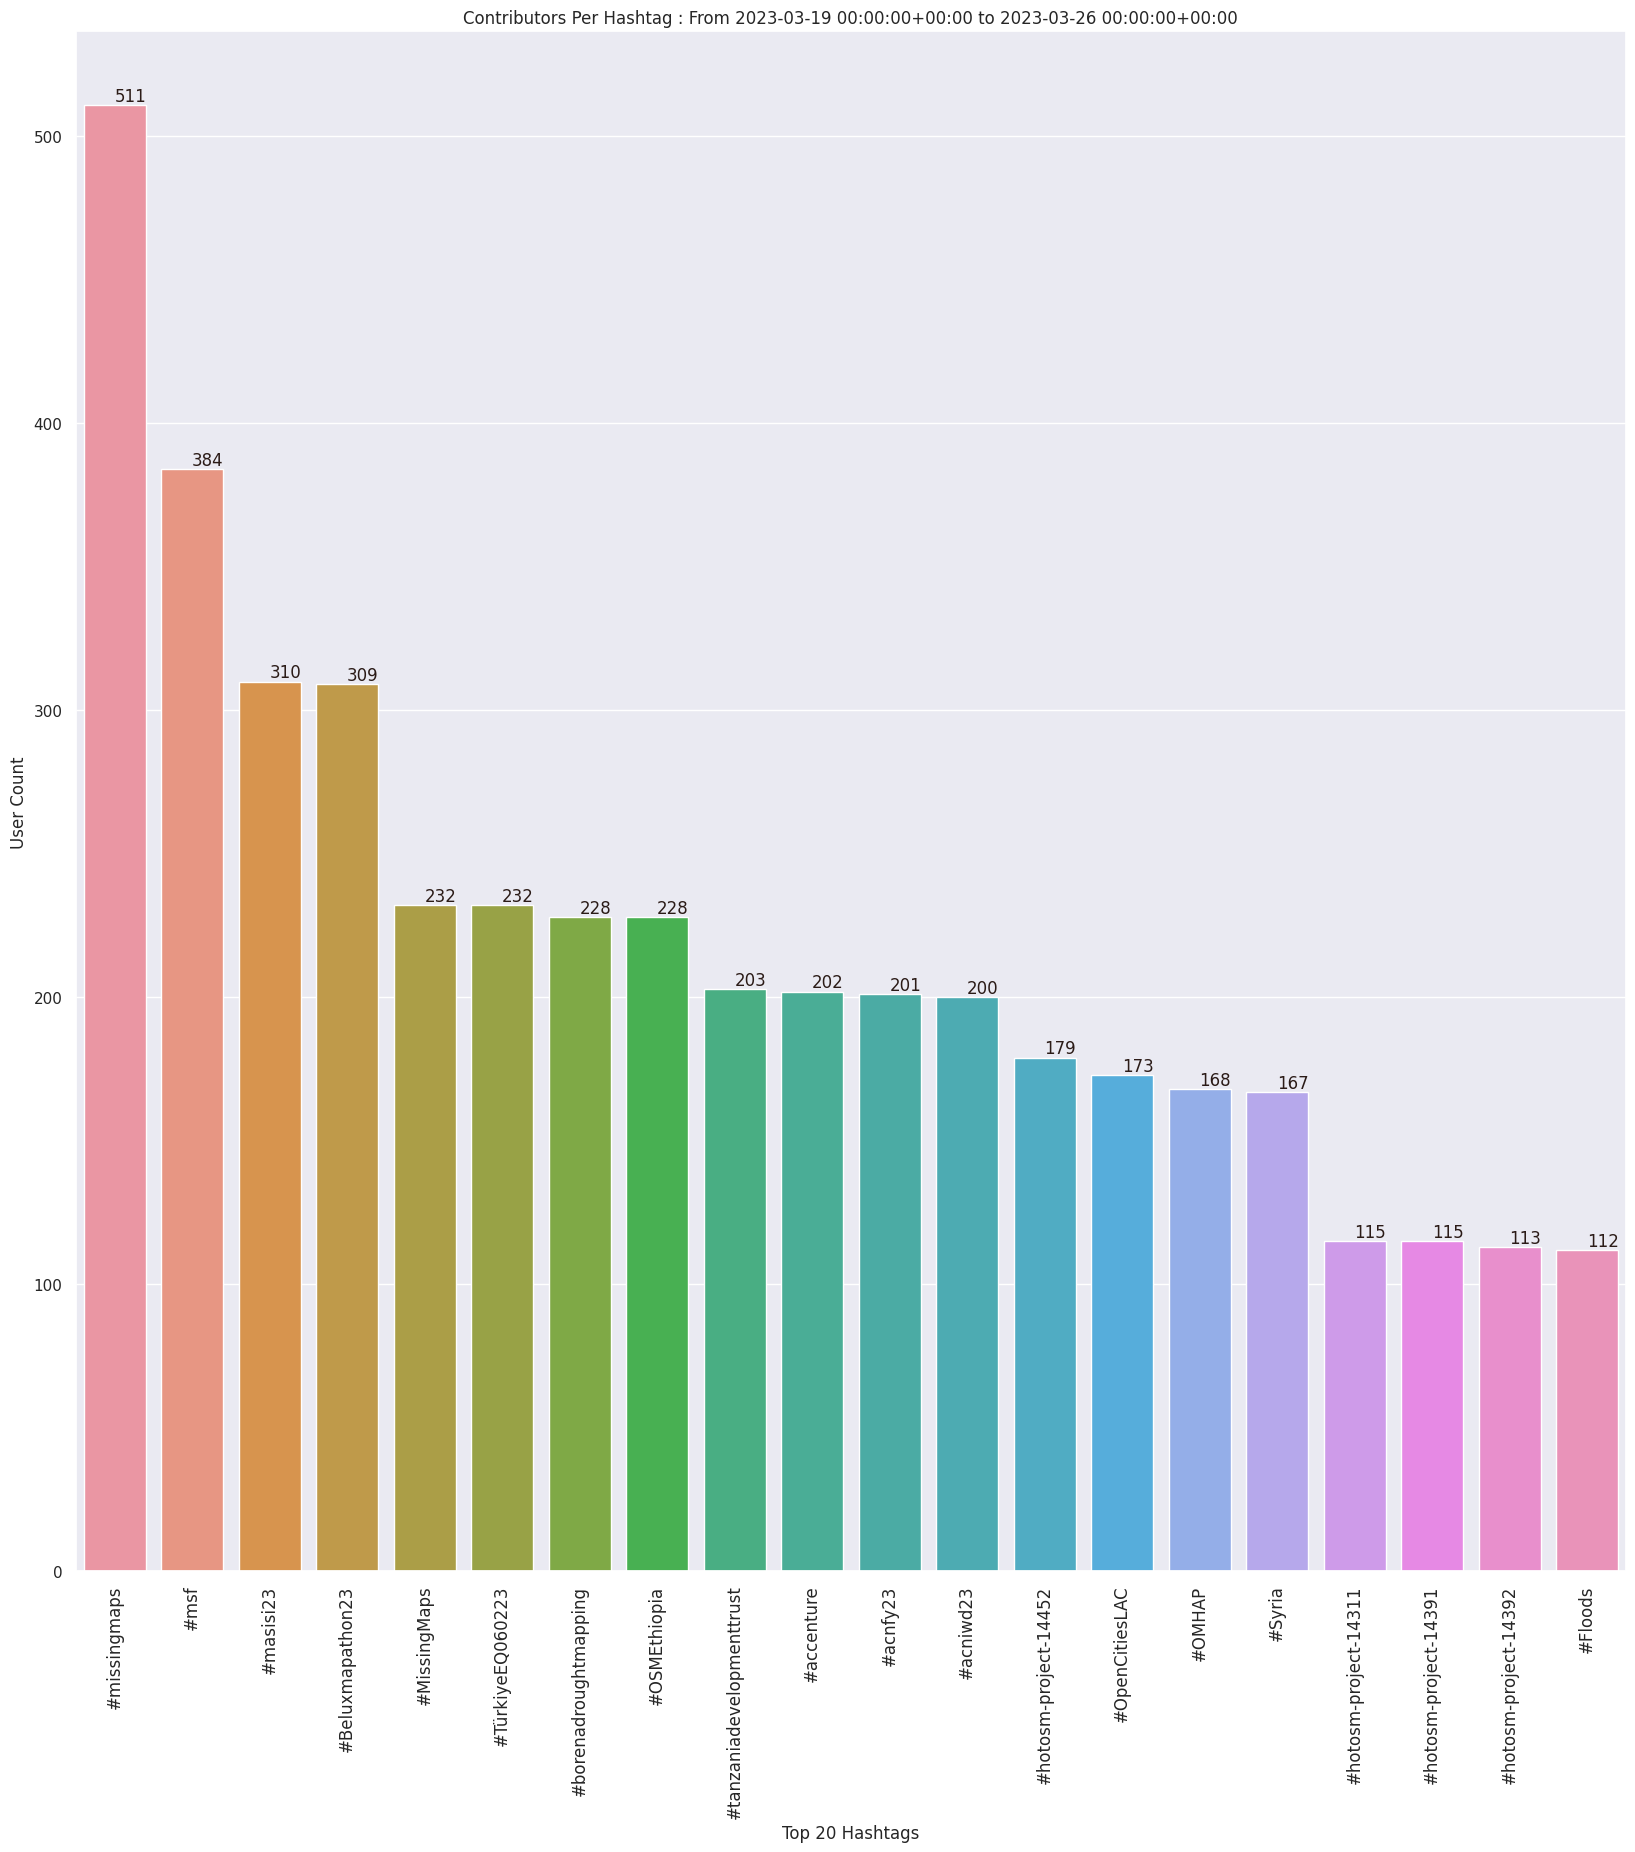 Contributors Per Hashtag : From 2023-03-19 00:00:00+00:00 to 2023-03-26 00:00:00+00:00
User Count
500
400
300
200
100
0
511
384
310
309
232
232
228
228
203
202
201
200
179
173
168
167
115
115
113
112
#missingmaps
#msf
#masisi23
#Beluxmapathon23
#MissingMaps
#TürkiyeEQ060223
#borenadroughtmapping
#OSMEthiopia
#tanzaniadevelopmenttrust
#accenture
#acnfy23
#acniwd23
#hotosm-project-14452
#OpenCitiesLAC
#OMHAP
#Syria
#hotosm-project-14311
#hotosm-project-14391
#hotosm-project-14392
#Floods
Top 20 Hashtags